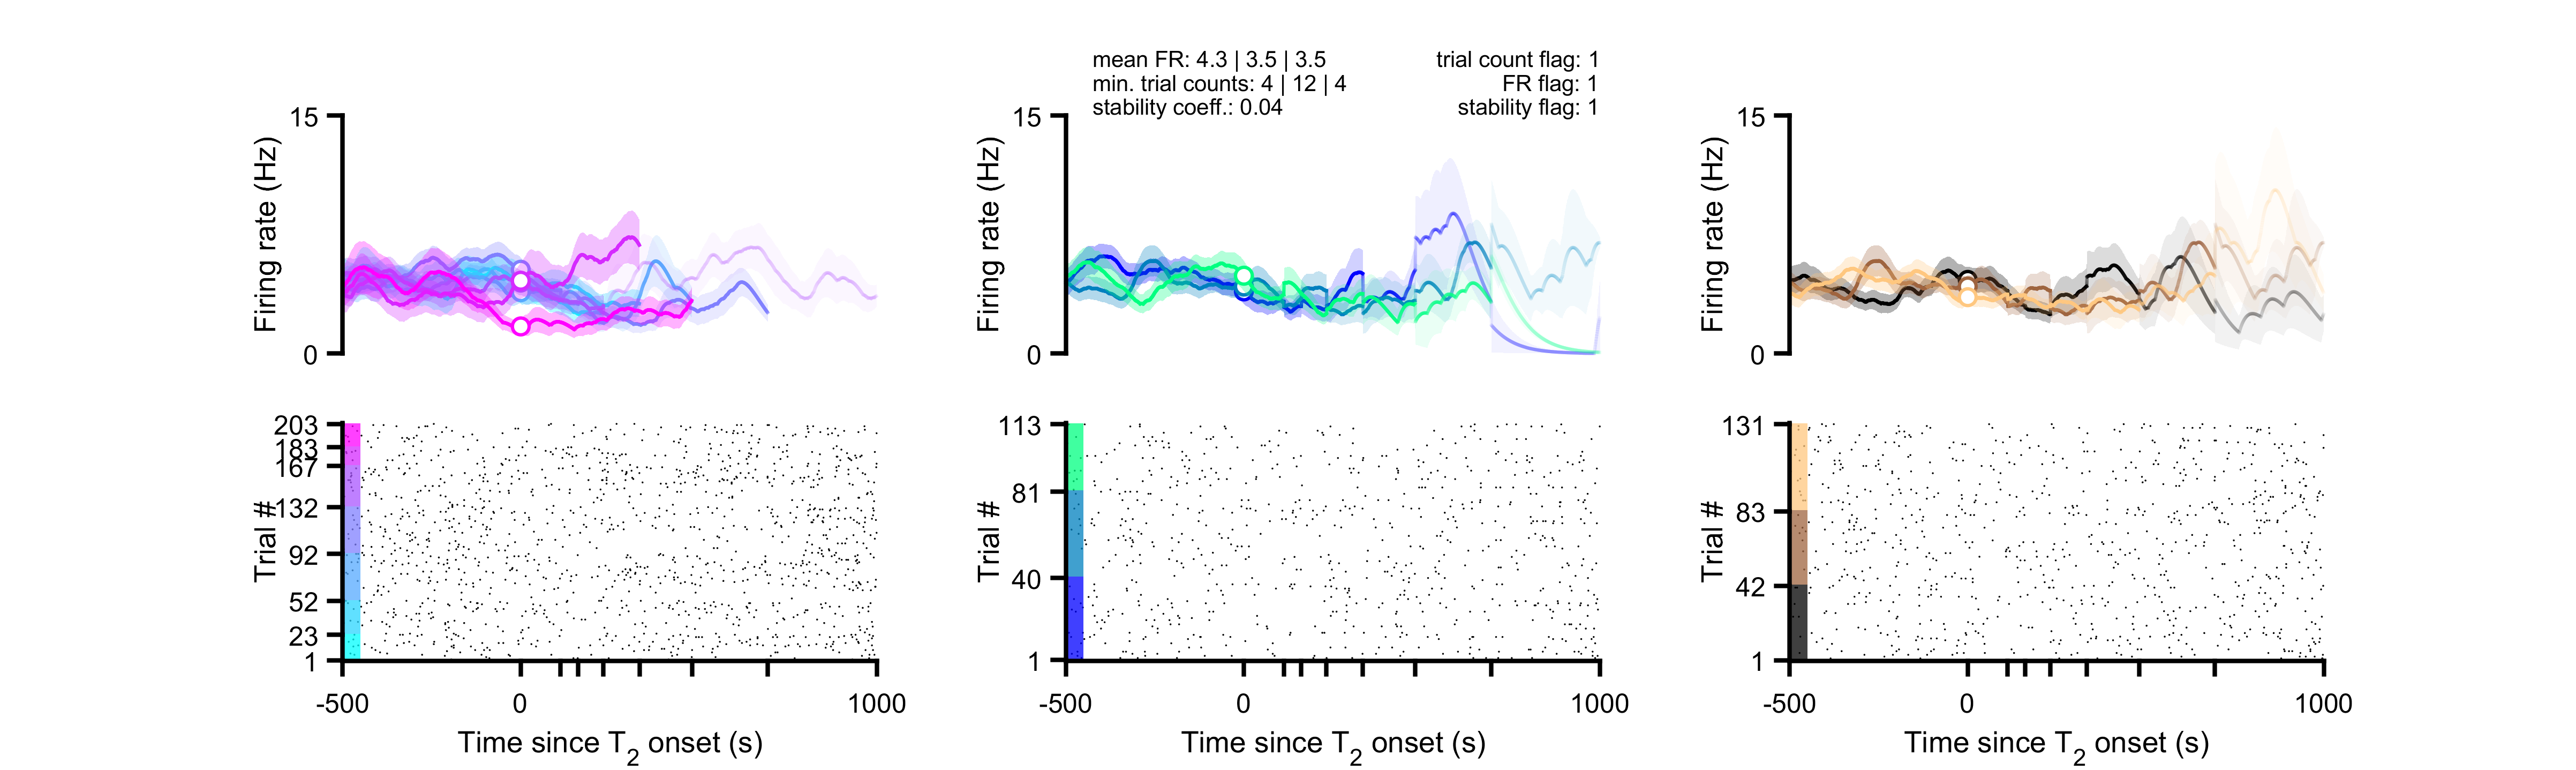 mean FR: 4.3 | 3.5 | 3.5
trial count flag: 1
min. trial counts: 4 | 12 | 4
FR flag: 1
stability coeff.: 0.04
stability flag: 1
15
Firing rate (Hz)
0
15
Firing rate (Hz)
0
15
Firing rate (Hz)
0
203
183
167
132
92
52
23
1
Trial #
-500
0
1000
Time since T2 onset (s)
113
81
40
1
Trial #
-500
0
1000
Time since T2 onset (s)
131
83
42
1
Trial #
-500
0
1000
Time since T2 onset (s)